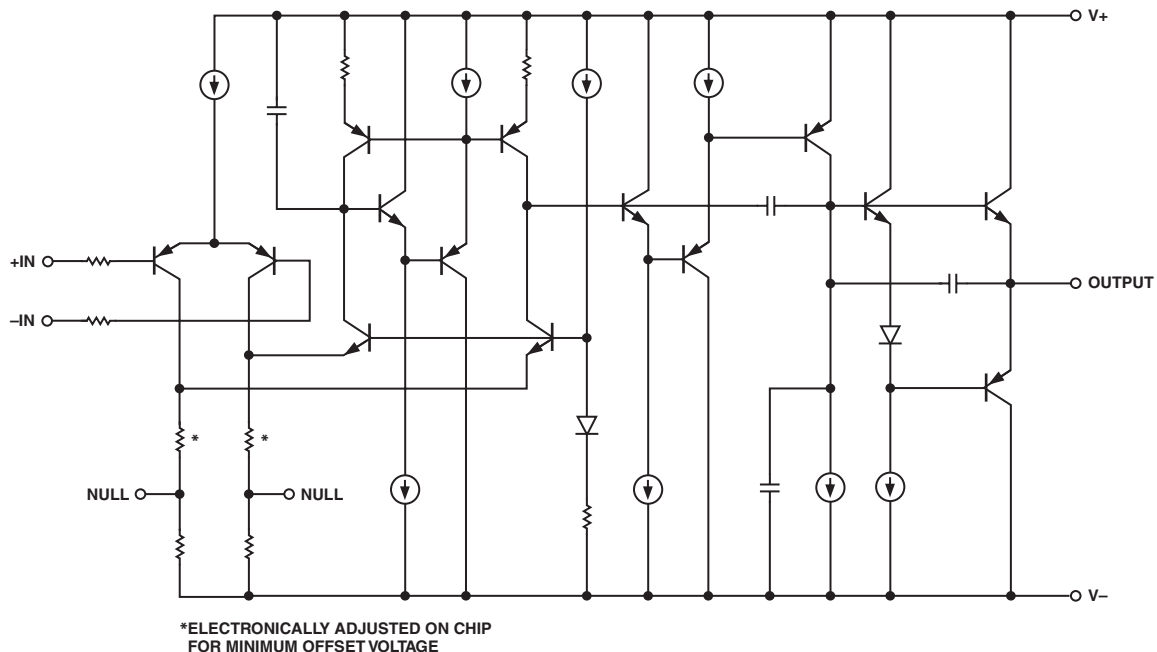 V+
+IN
–IN
OUTPUT
*
*
NULL
NULL
V–
*ELECTRONICALLY ADJUSTED ON CHIP
FOR MINIMUM OFFSET VOLTAGE